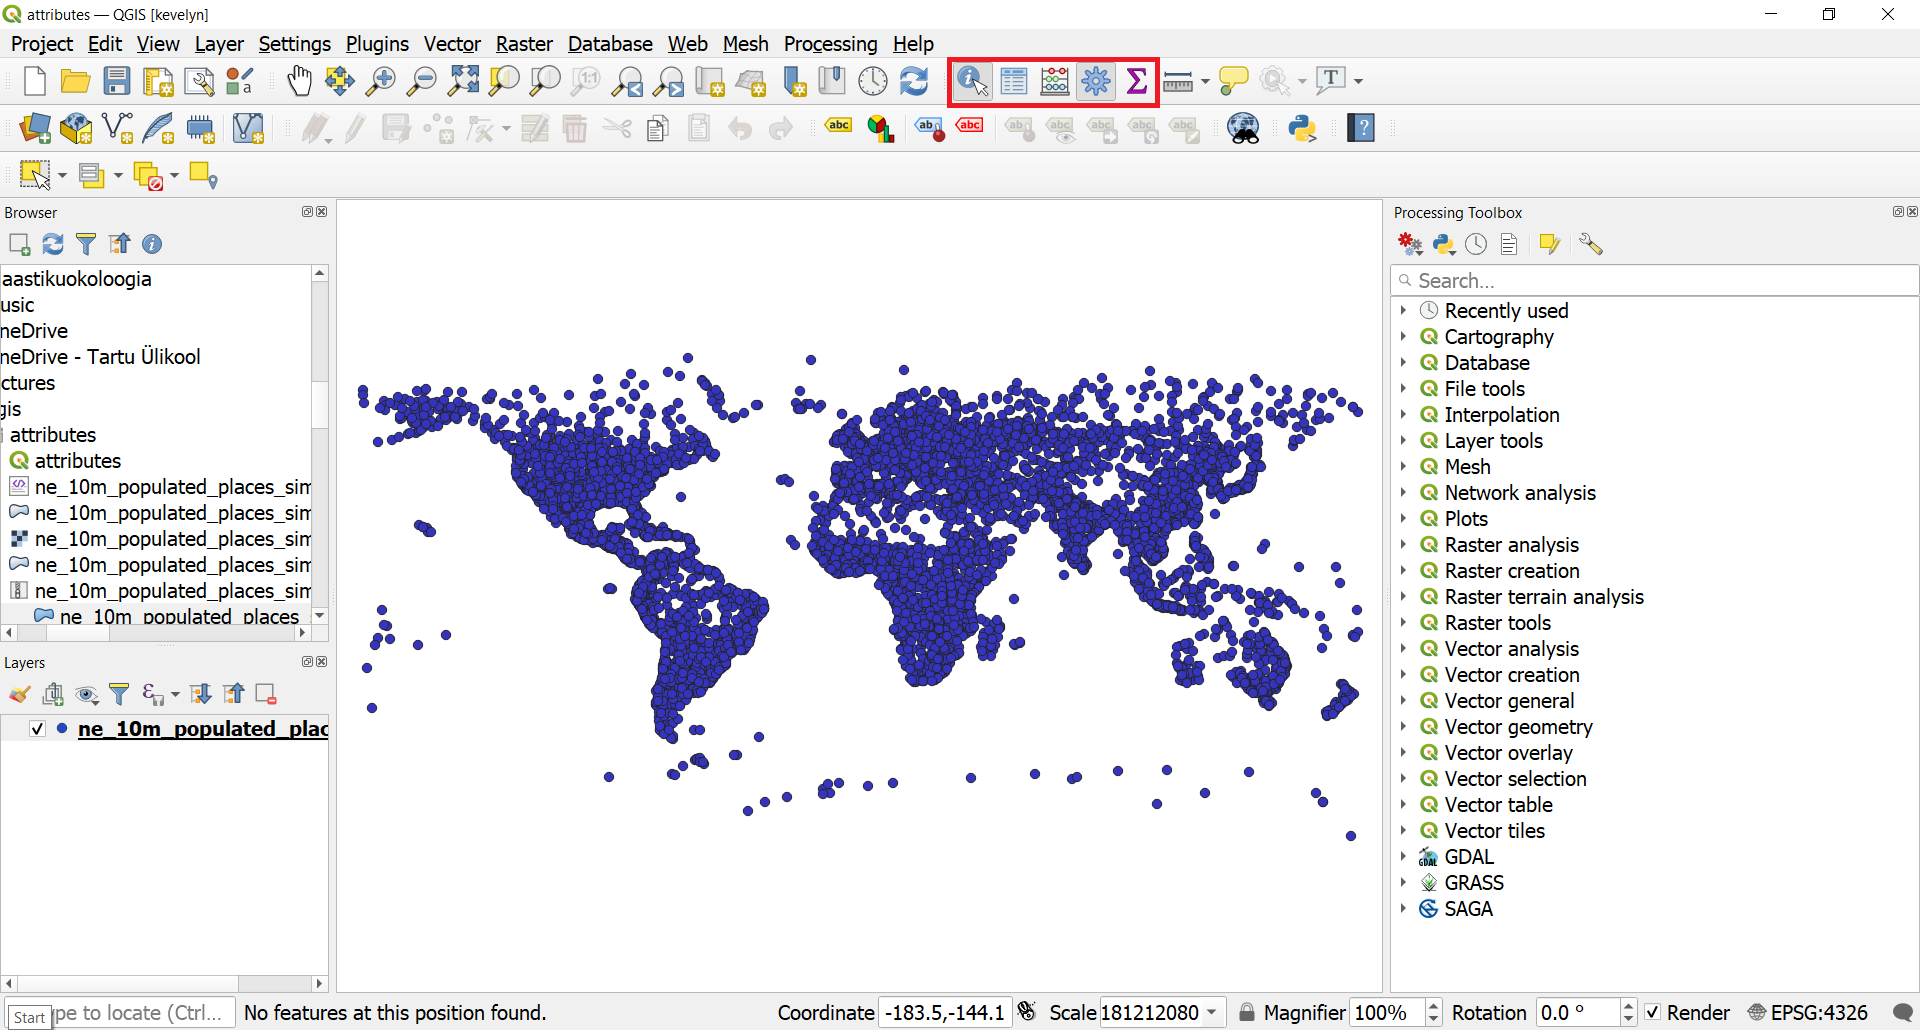 attributes — QGIS [kevelyn]
Project Edit View Layer Settings Plugins Vector Raster Database Web Mesh Processing Help
Browser
aastikuokoloogia
usic
neDrive
neDrive - Tartu Ülikool
ctures
gis
attributes
attributes
ne_10m_populated_places_sim
ne_10m_populated_places_sim
ne_10m_populated_places_sim
ne_10m_populated_places_sim
ne_10m_populated_places_sim
ne_10m_populated_places
Layers
ne_10m_populated_plac
Processing Toolbox
Search...
Recently used
Cartography
Database
File tools
Interpolation
Layer tools
Mesh
Network analysis
Plots
Raster analysis
Raster creation
Raster terrain analysis
Raster tools
Vector analysis
Vector creation
Vector general
Vector geometry
Vector overlay
Vector selection
Vector table
Vector tiles
GDAL
GRASS
SAGA
Start pe to locate (Ctrl... No features at this position found. Coordinate -183.5,-144.1 Scale 181212080 Magnifier 100% Rotation 0.0 ° Render EPSG:4326